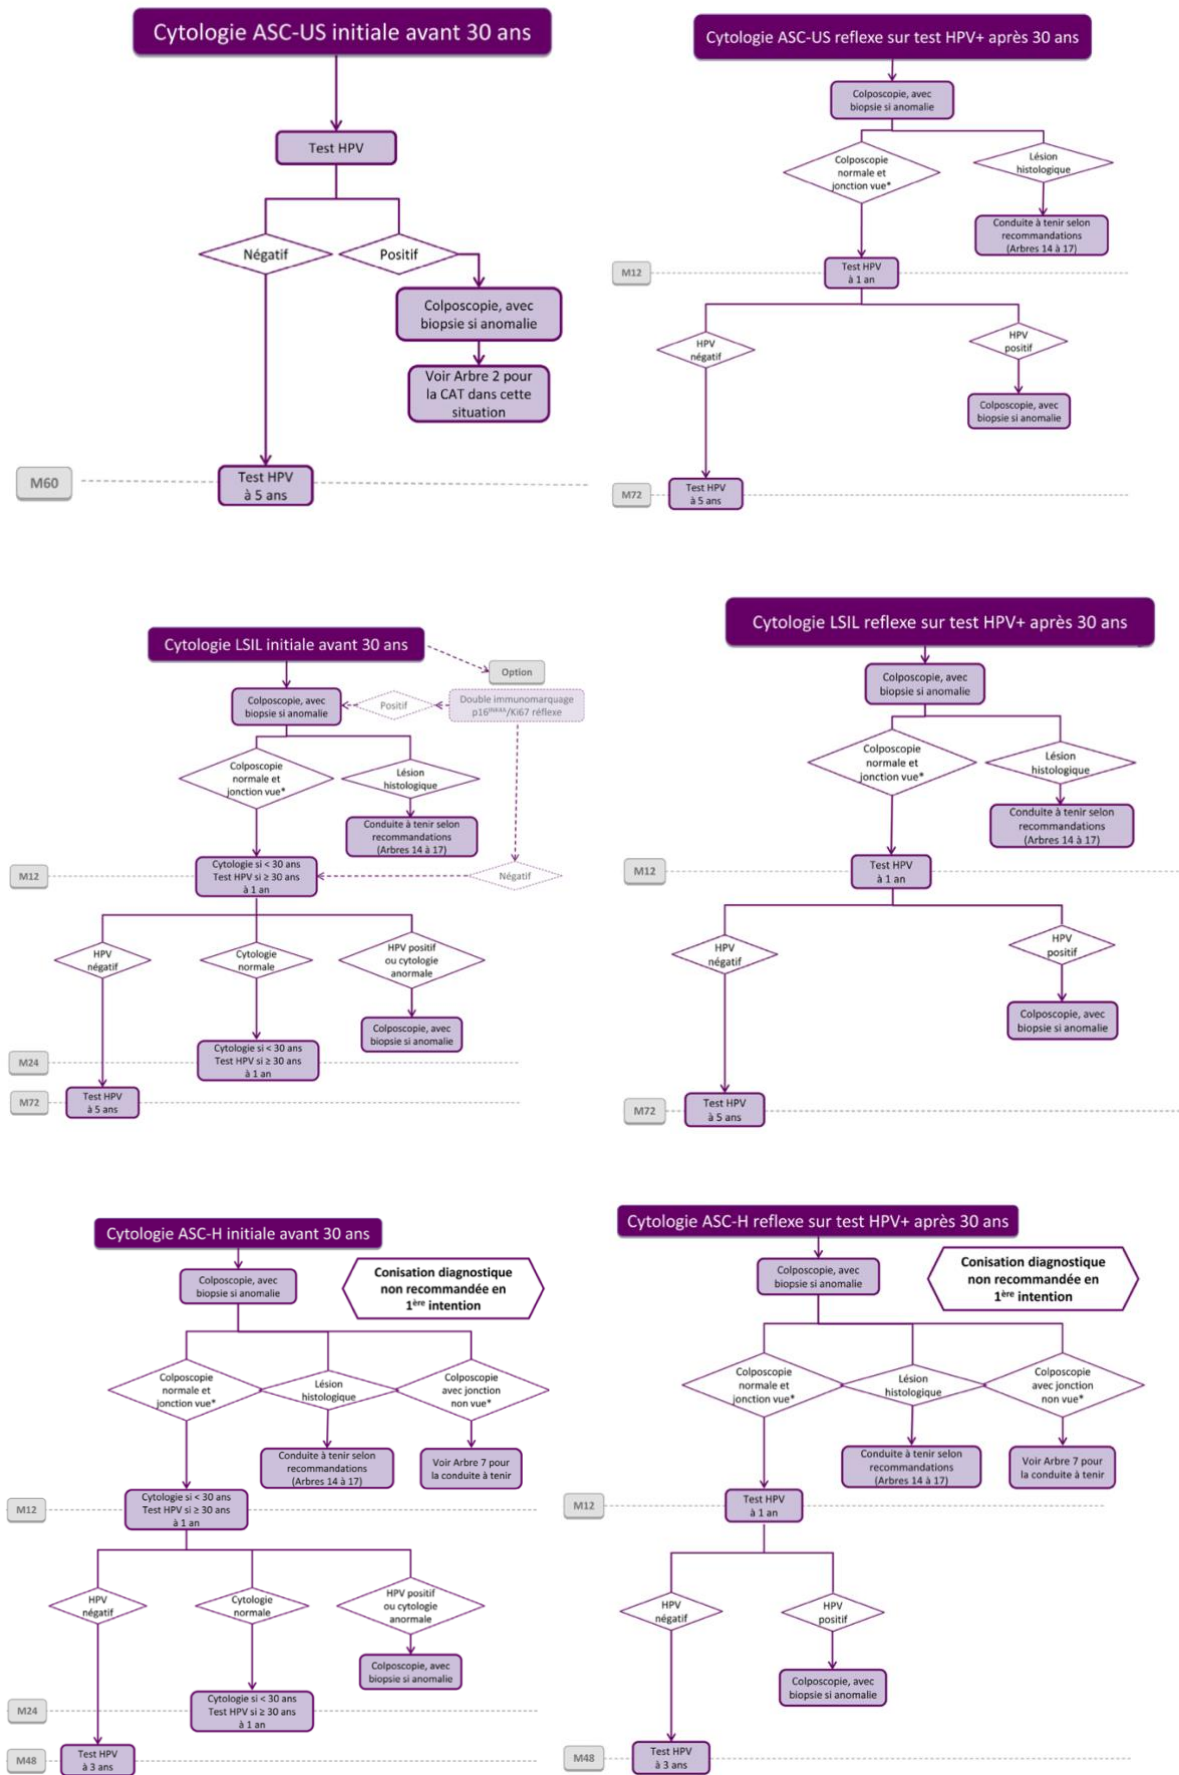 Cytologie ASC-US initiale avant 30 ans
Test HPV
Négatif
Positif
Colposcopie, avec
biopsie si anomalie
Voir Arbre 2 pour
la CAT dans cette
situation
M60
Test HPV
à 5 ans
Cytologie ASC-US reflexe sur test HPV+ après 30 ans
Colposcopie, avec
biopsie si anomalie
Colposcopie
normale et
jonction vue*
Lésion
histologique
Conduite à tenir selon
recommandations
(Arbres 14 à 17)
M12
Test HPV
à 1 an
HPV
négatif
HPV
positif
Colposcopie, avec
biopsie si anomalie
M72
Test HPV
à 5 ans
Cytologie LSIL initiale avant 30 ans
Option
Colposcopie, avec
biopsie si anomalie
Positif
Double immunomarquage
p16/Ki67 réflexe
Colposcopie
normale et
jonction vue*
Lésion
histologique
Conduite à tenir selon
recommandations
(Arbres 14 à 17)
M12
Cytologie si < 30 ans
Test HPV si ≥ 30 ans
à 1 an
Négatif
HPV
négatif
Cytologie
normale
HPV positif
ou cytologie
anormale
Colposcopie, avec
biopsie si anomalie
M24
Cytologie si < 30 ans
Test HPV si ≥ 30 ans
à 1 an
M72
Test HPV
à 5 ans
Cytologie LSIL reflexe sur test HPV+ après 30 ans
Colposcopie, avec
biopsie si anomalie
Colposcopie
normale et
jonction vue*
Lésion
histologique
Conduite à tenir selon
recommandations
(Arbres 14 à 17)
M12
Test HPV
à 1 an
HPV
négatif
HPV
positif
Colposcopie, avec
biopsie si anomalie
M72
Test HPV
à 5 ans
Cytologie ASC-H initiale avant 30 ans
Colposcopie, avec
biopsie si anomalie
Conisation diagnostique
non recommandée en
1ère intention
Colposcopie
normale et
jonction vue*
Lésion
histologique
Colposcopie
avec jonction
non vue*
Conduite à tenir selon
recommandations
(Arbres 14 à 17)
Voir Arbre 7 pour
la conduite à tenir
M12
Cytologie si < 30 ans
Test HPV si ≥ 30 ans
à 1 an
HPV
négatif
Cytologie
normale
HPV positif
ou cytologie
anormale
Colposcopie, avec
biopsie si anomalie
M24
Cytologie si < 30 ans
Test HPV si ≥ 30 ans
à 1 an
M48
Test HPV
à 3 ans
Cytologie ASC-H reflexe sur test HPV+ après 30 ans
Colposcopie, avec
biopsie si anomalie
Conisation diagnostique
non recommandée en
1ère intention
Colposcopie
normale et
jonction vue*
Lésion
histologique
Colposcopie
avec jonction
non vue*
Conduite à tenir selon
recommandations
(Arbres 14 à 17)
Voir Arbre 7 pour
la conduite à tenir
M12
Test HPV
à 1 an
HPV
négatif
HPV
positif
Colposcopie, avec
biopsie si anomalie
M48
Test HPV
à 3 ans